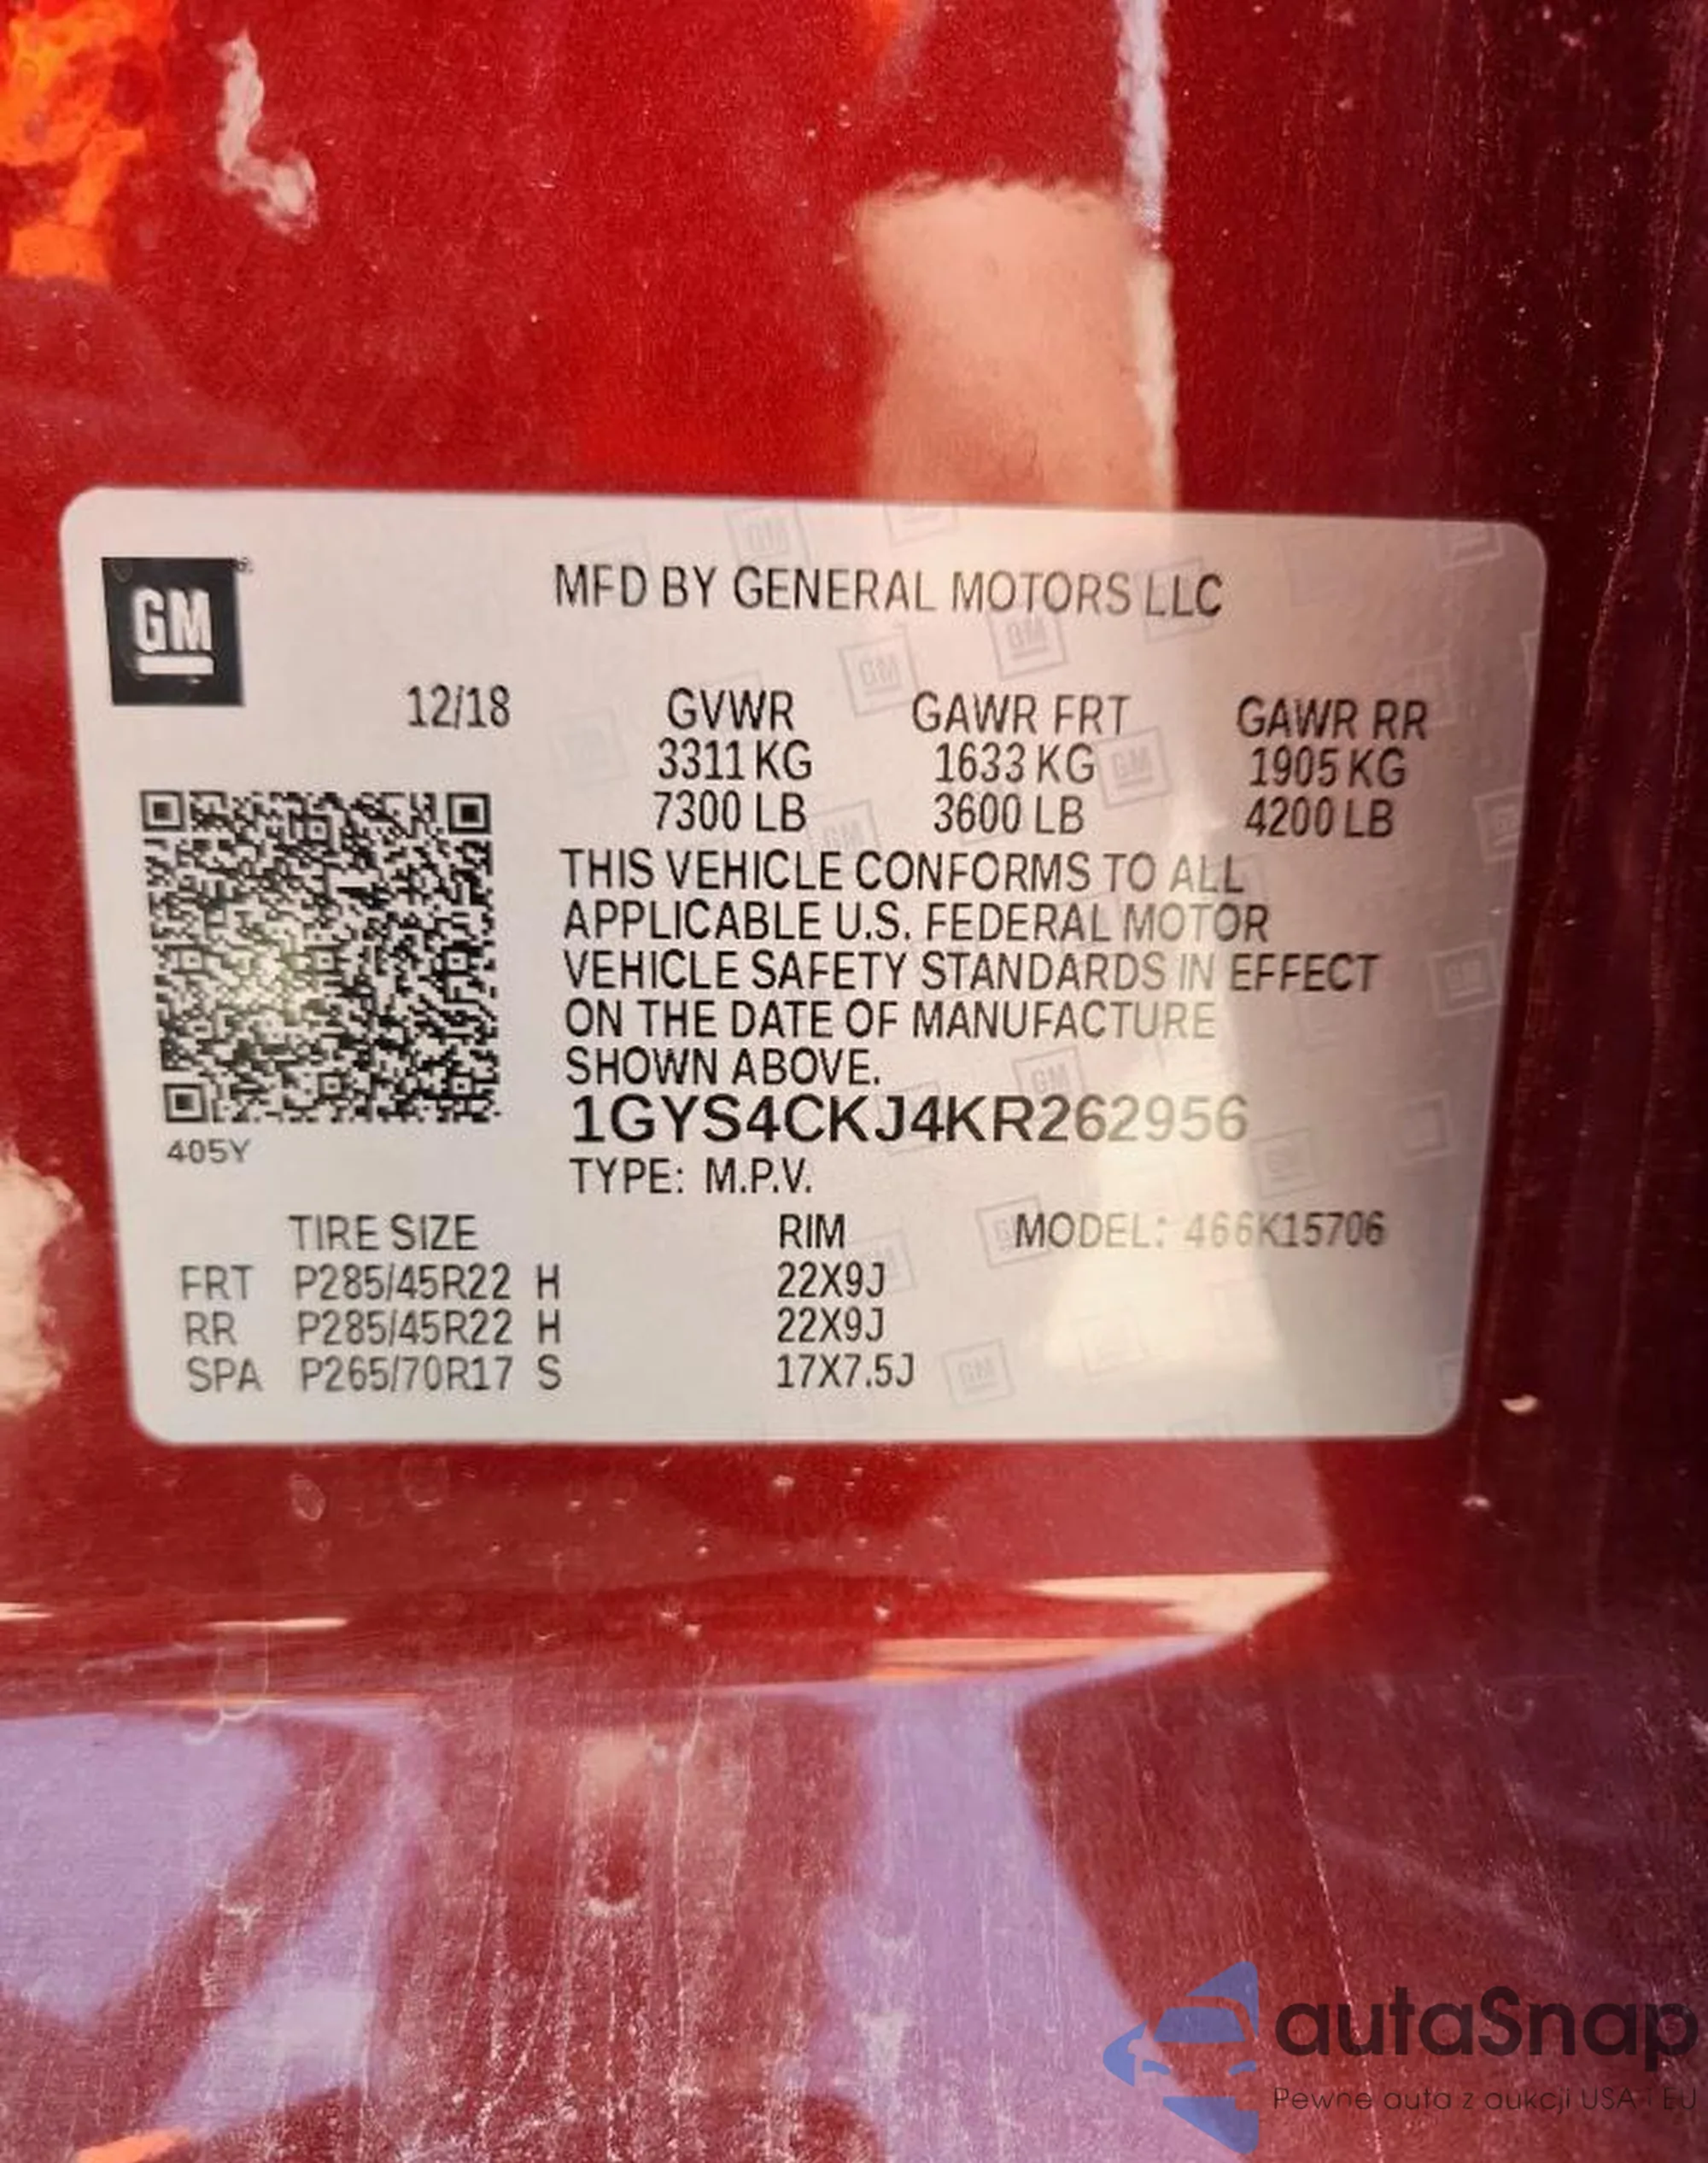 GM
MFD BY GENERAL MOTORS LLC
12/18 GVWR GAWR FRT GAWR RR
3311 KG 1633 KG 1905 KG
7300 LB 3600 LB 4200 LB
THIS VEHICLE CONFORMS TO ALL
APPLICABLE U.S. FEDERAL MOTOR
VEHICLE SAFETY STANDARDS IN EFFECT
ON THE DATE OF MANUFACTURE
SHOWN ABOVE.
1GYS4CKJ4KR262956
405Y
TYPE: M.P.V.
TIRE SIZE RIM MODEL: 466K15706
FRT P285/45R22 H 22X9J
RR P285/45R22 H 22X9J
SPA P265/70R17 S 17X7.5J
autaSnap
Pewne auta z aukcji USA i EU